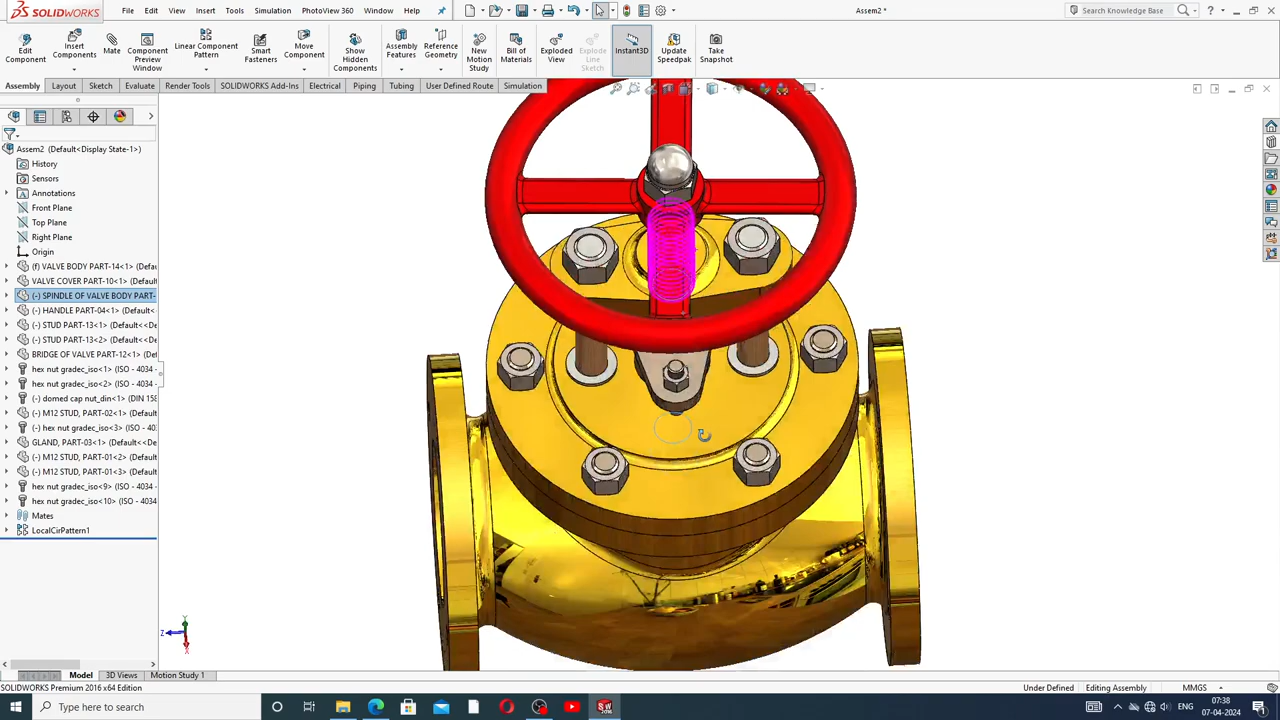 SOLIDWORKS
File Edit View Insert Tools Simulation PhotoView 360 Window Help
Assem2 *
Search Knowledge Base
Edit Component
Insert Components
Mate
Component Preview Window
Linear Component Pattern
Smart Fasteners
Move Component
Show Hidden Components
Assembly Features
Reference Geometry
New Motion Study
Bill of Materials
Exploded View
Explode Line Sketch
Instant3D
Update Speedpak
Take Snapshot
Assembly Layout Sketch Evaluate Render Tools SOLIDWORKS Add-Ins Electrical Piping Tubing User Defined Route Simulation
Assem2 (Default<Display State-1>)
History
Sensors
Annotations
Front Plane
Top Plane
Right Plane
Origin
(f) VALVE BODY PART-14<1> (Defau
VALVE COVER PART-10<1> (Default
(-) SPINDLE OF VALVE BODY PART-
(-) HANDLE PART-04<1> (Default<
(-) STUD PART-13<1> (Default<<De
(-) STUD PART-13<2> (Default<<De
BRIDGE OF VALVE PART-12<1> (Def
hex nut gradec_iso<1> (ISO - 4034
hex nut gradec_iso<2> (ISO - 4034
(-) domed cap nut_din<1> (DIN 158
(-) M12 STUD, PART-02<1> (Default
(-) hex nut gradec_iso<3> (ISO - 40
GLAND, PART-03<1> (Default<<Def
(-) M12 STUD, PART-01<2> (Default
(-) M12 STUD, PART-01<3> (Default
hex nut gradec_iso<9> (ISO - 4034
hex nut gradec_iso<10> (ISO - 4034
Mates
LocalCirPattern1
Z Y X
Model 3D Views Motion Study 1
SOLIDWORKS Premium 2016 x64 Edition
Under Defined Editing Assembly MMGS
Type here to search
ENG
07:38
07-04-2024